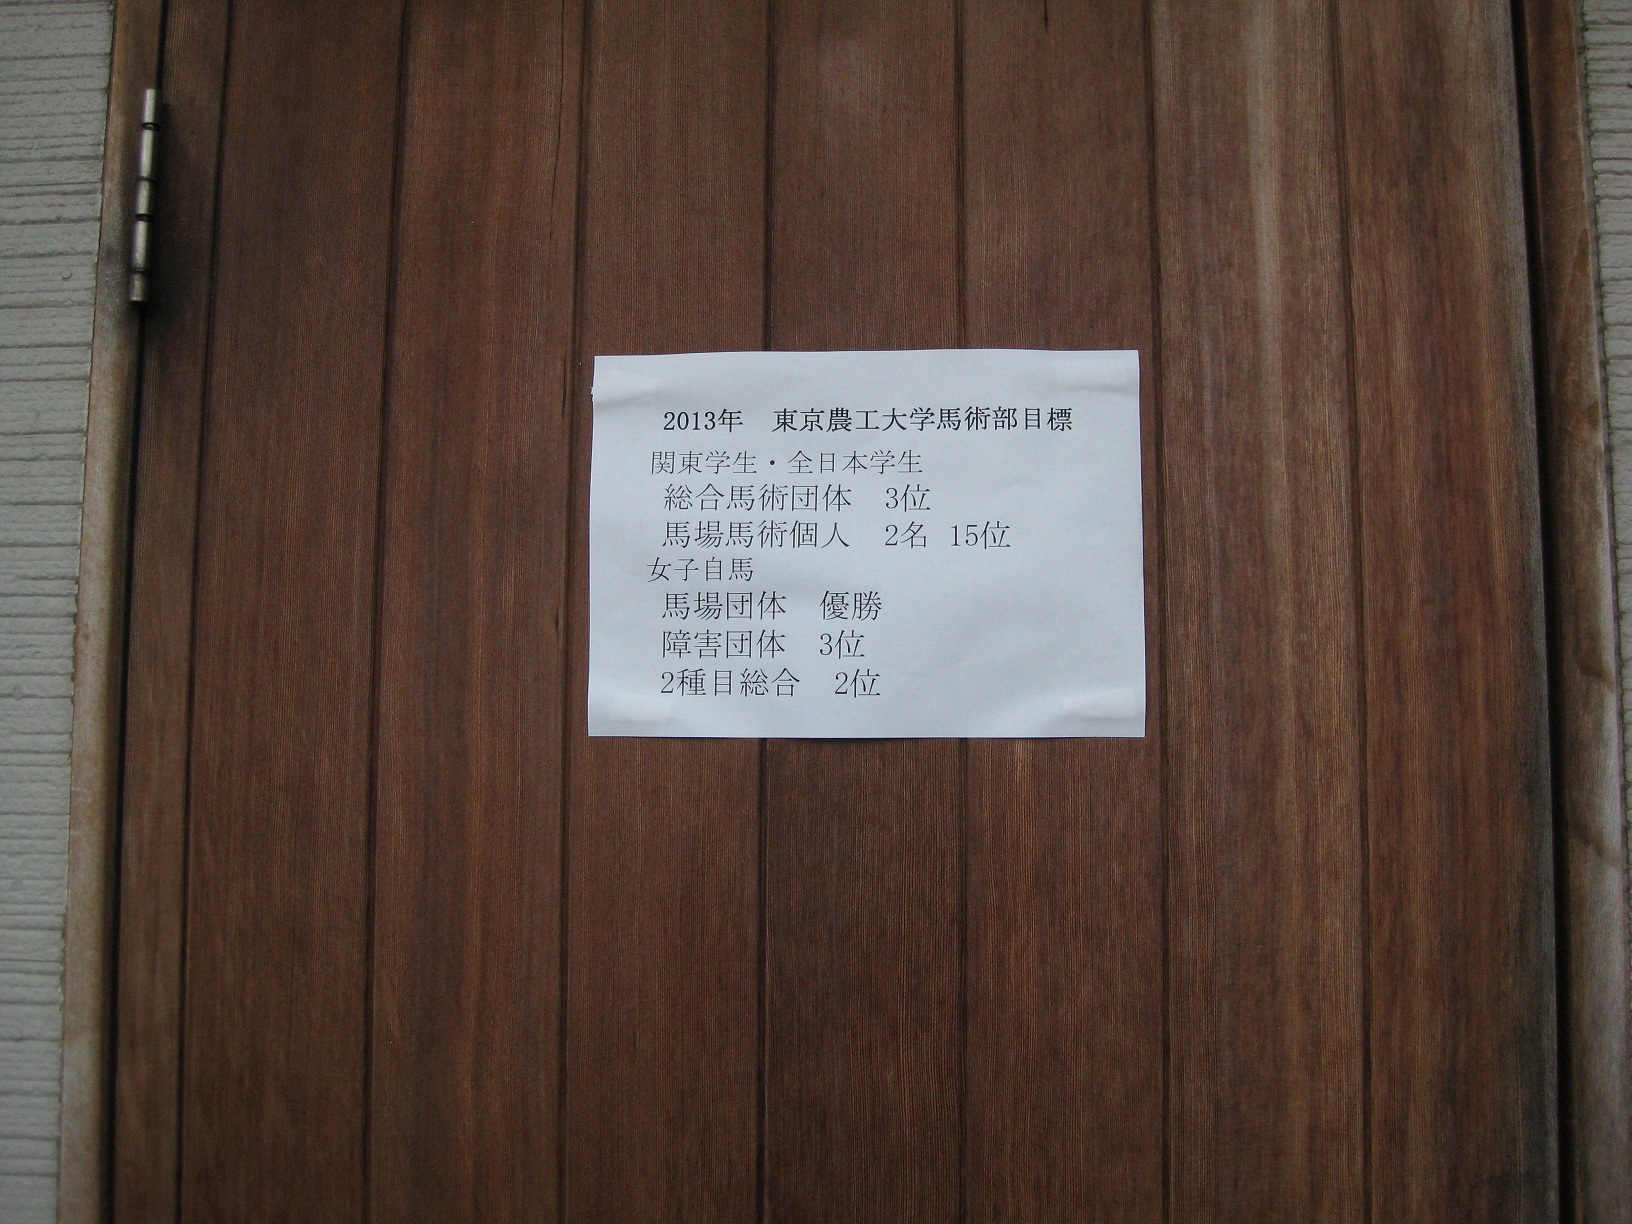 2013年　東京農工大学馬術部目標
関東学生・全日本学生
総合馬術団体　3位
馬場馬術個人　2名　15位
女子自馬
馬場団体　優勝
障害団体　3位
2種目総合　2位